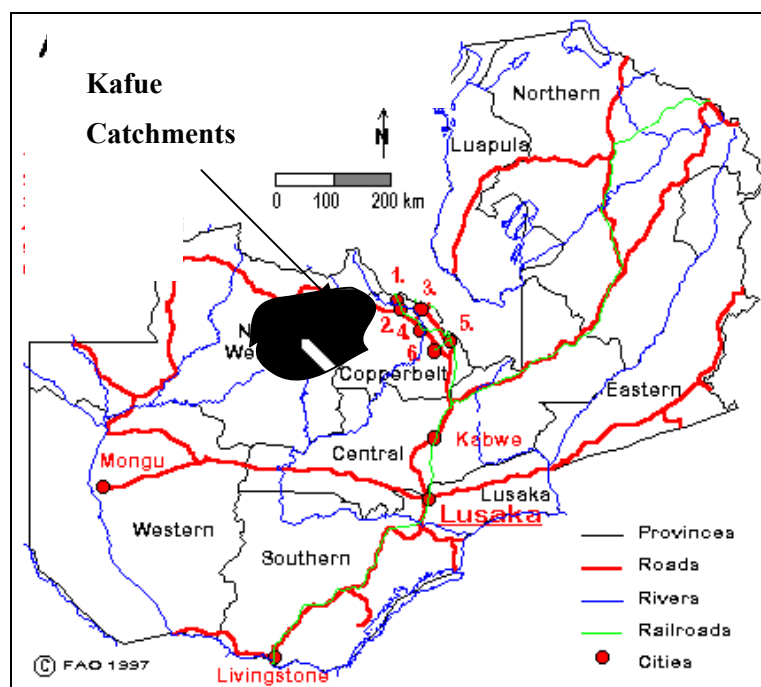 Kafue
Catchments
N
0 100 200 km
Northern
Luapula
1.
3.
2.
4.
5.
6.
Copperbelt
Eastern
Central
Kabwe
Mongu
Lusaka
Lusaka
Western
Southern
Provinces
Roads
Rivers
Railroads
Cities
Livingstone
© FAO 1997